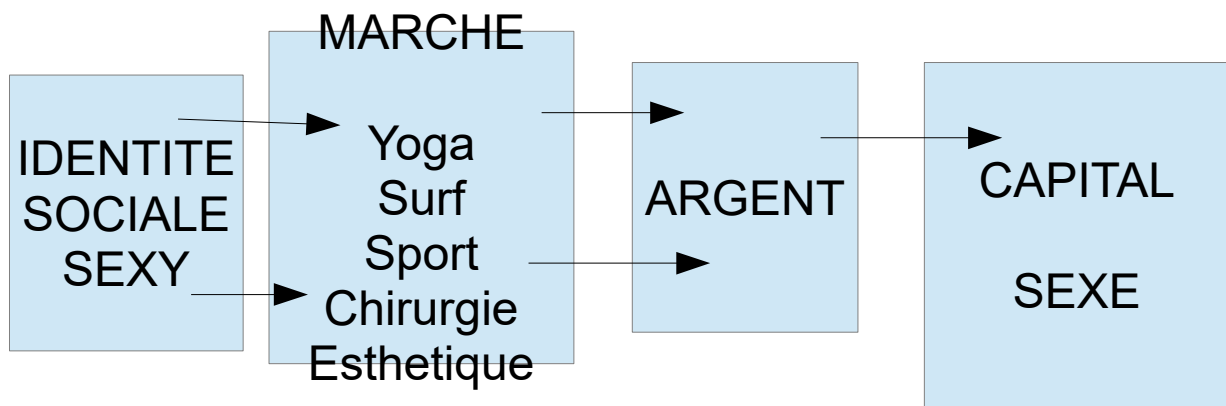 IDENTITE
SOCIALE
SEXY
MARCHE
Yoga
Surf
Sport
Chirurgie
Esthetique
ARGENT
CAPITAL
SEXE